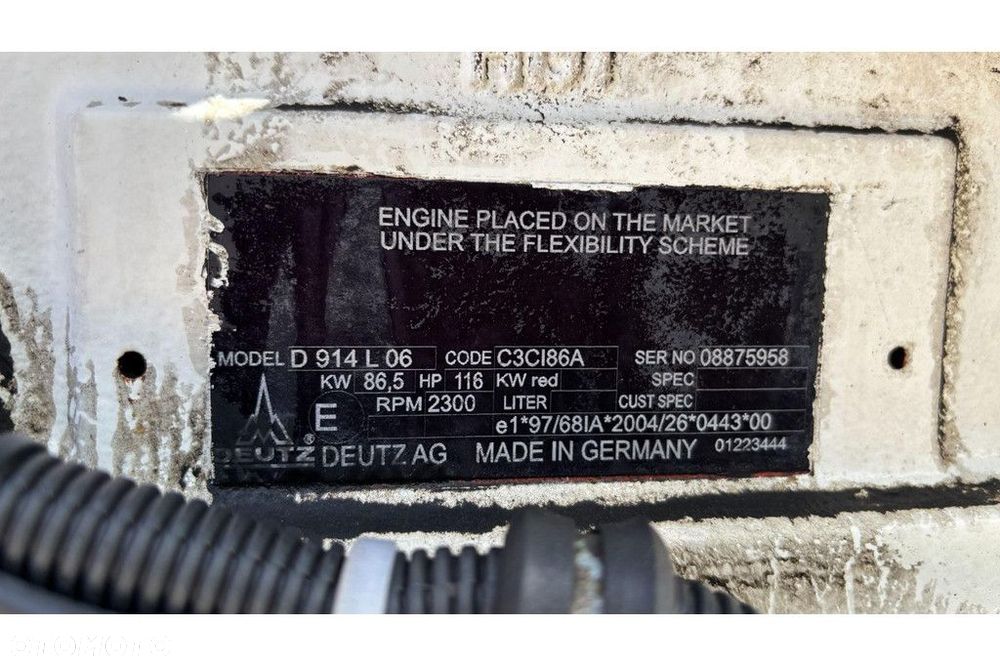 ENGINE PLACED ON THE MARKET
UNDER THE FLEXIBILITY SCHEME
MODEL D 914 L 06 CODE C3CI86A SER NO 08875958
KW 86,5 HP 116 KW red SPEC
E RPM 2300 LITER CUST SPEC
e1*97/68IA*2004/26*0443*00
DEUTZ® DEUTZ AG MADE IN GERMANY 01223444
OTOMOTO